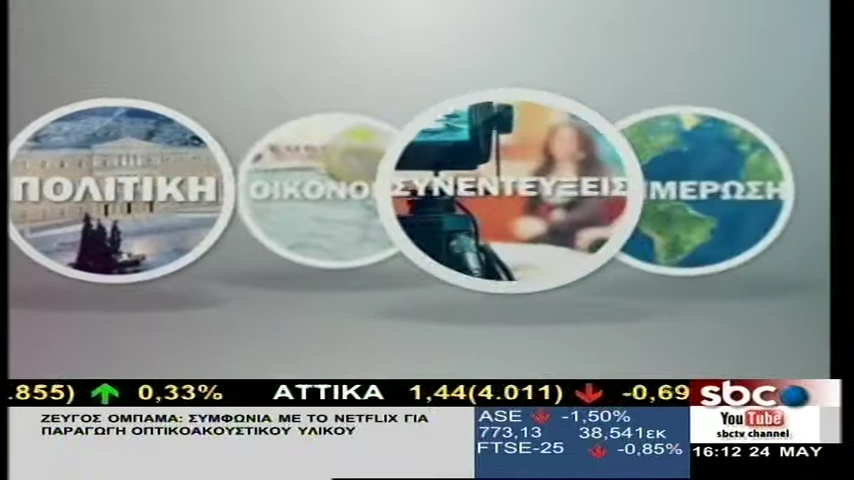 ΠΟΛΙΤΙΚΗ
ΟΙΚΟΝΟ
ΣΥΝΕΝΤΕΥΞΕΙΣ
ΜΕΡΩΣΗ
.855) 0,33% ΑΤΤΙΚΑ 1,44(4.011) -0,69
sbc
ΖΕΥΓΟΣ ΟΜΠΑΜΑ: ΣΥΜΦΩΝΙΑ ΜΕ ΤΟ NETFLIX ΓΙΑ
ΠΑΡΑΓΩΓΗ ΟΠΤΙΚΟΑΚΟΥΣΤΙΚΟΥ ΥΛΙΚΟΥ
ASE -1,50%
773,13 38,541εκ
FTSE-25 -0,85%
YouTube
sbctv channel
16:12 24 MAY